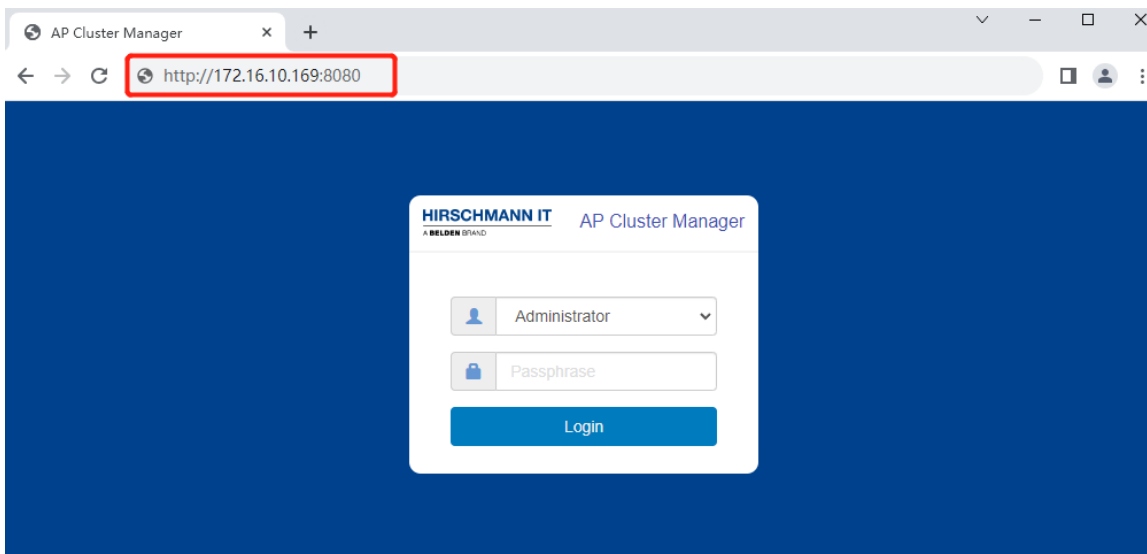 AP Cluster Manager
http://172.16.10.169:8080
HIRSCHMANN IT AP Cluster Manager
A BELDEN BRAND
Administrator
Passphrase
Login